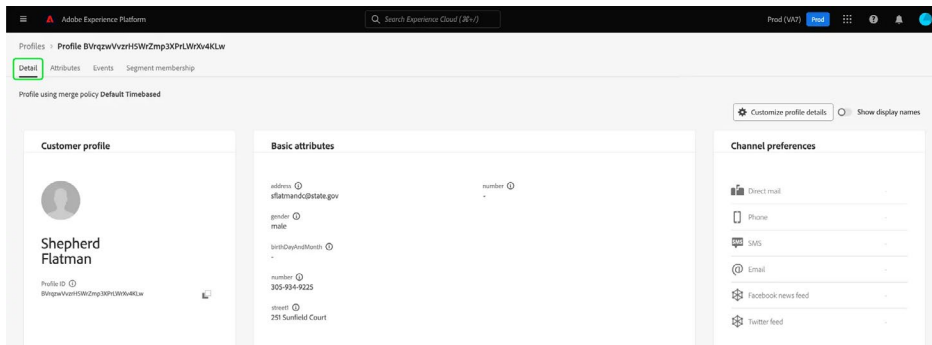 Adobe Experience Platform
Search Experience Cloud (⌘+/)
Prod (VA7) Prod
Profiles > Profile BVrqzwVvzrH5WrZmp3XPrLWrXv4KLw
Detail Attributes Events Segment membership
Profile using merge policy Default Timebased
Customize profile details Show display names
Customer profile
Shepherd
Flatman
Profile ID
BVrqzwVvzrH5WrZmp3XPrLWrXv4KLw
Basic attributes
address
sflatmandc@state.gov
number
-
gender
male
birthDayAndMonth
-
number
305-934-9225
street1
251 Sunfield Court
Channel preferences
Direct mail -
Phone -
SMS -
Email -
Facebook news feed -
Twitter feed -